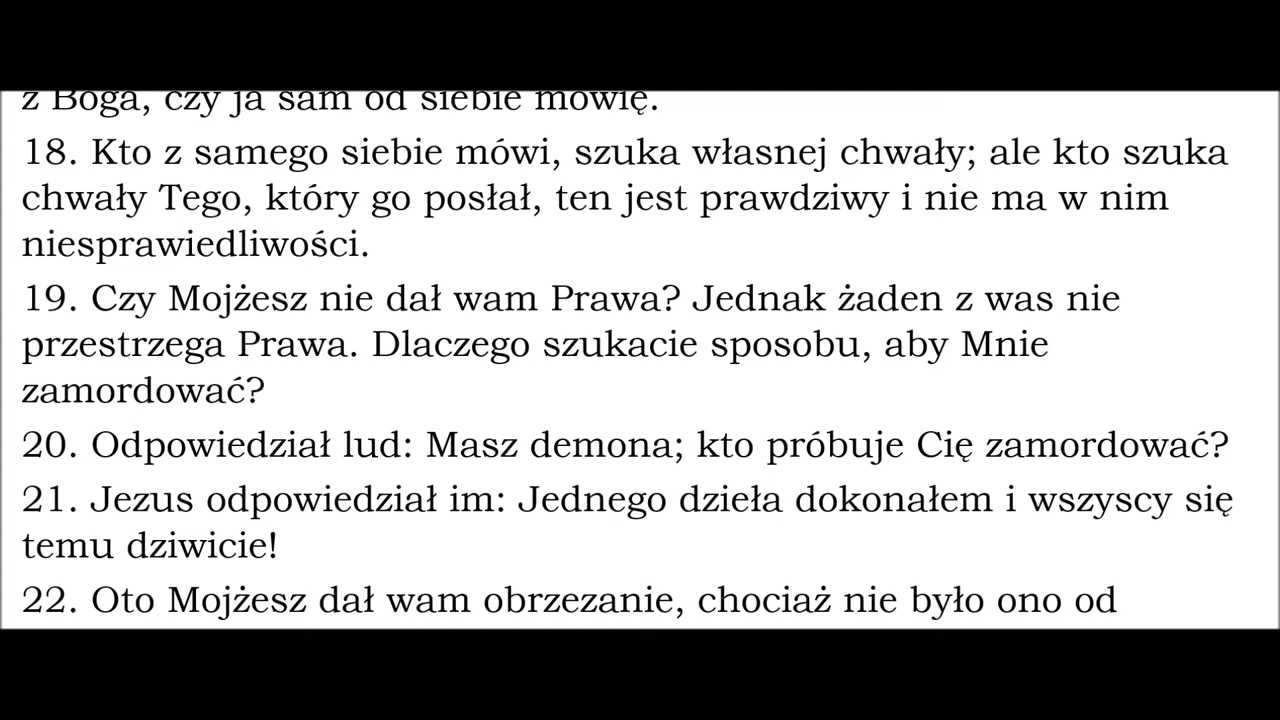 z Boga, czy ja sam od siebie mówię.
18. Kto z samego siebie mówi, szuka własnej chwały; ale kto szuka
chwały Tego, który go posłał, ten jest prawdziwy i nie ma w nim
niesprawiedliwości.
19. Czy Mojżesz nie dał wam Prawa? Jednak żaden z was nie
przestrzega Prawa. Dlaczego szukacie sposobu, aby Mnie
zamordować?
20. Odpowiedział lud: Masz demona; kto próbuje Cię zamordować?
21. Jezus odpowiedział im: Jednego dzieła dokonałem i wszyscy się
temu dziwicie!
22. Oto Mojżesz dał wam obrzezanie, chociaż nie było ono od